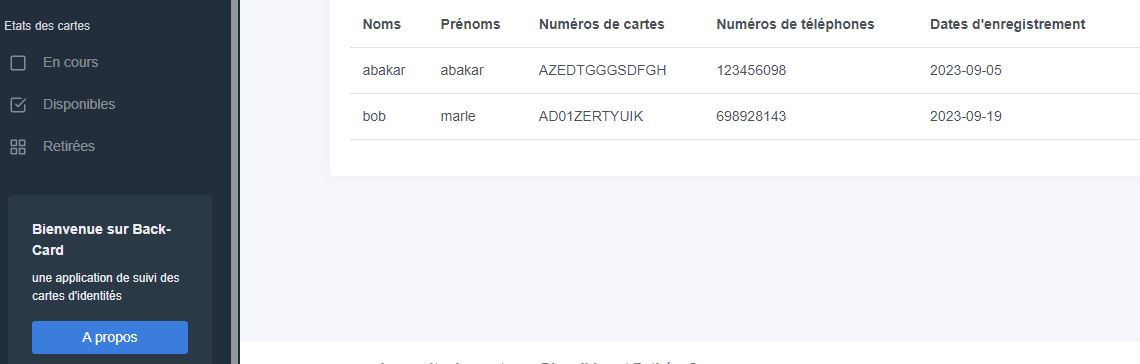 Etats des cartes
En cours
Disponibles
Retirées
Bienvenue sur Back-
Card
une application de suivi des
cartes d'identités
A propos
Noms Prénoms Numéros de cartes Numéros de téléphones Dates d'enregistrement
abakar abakar AZEDTGGGSDFGH 123456098 2023-09-05
bob marle AD01ZERTYUIK 698928143 2023-09-19